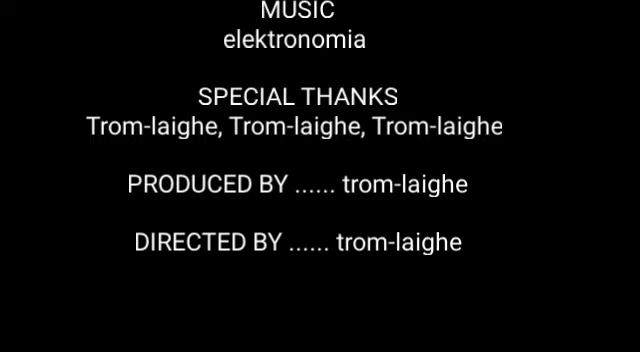 MUSIC
elektronomia
SPECIAL THANKS
Trom-laighe, Trom-laighe, Trom-laighe
PRODUCED BY ...... trom-laighe
DIRECTED BY ...... trom-laighe